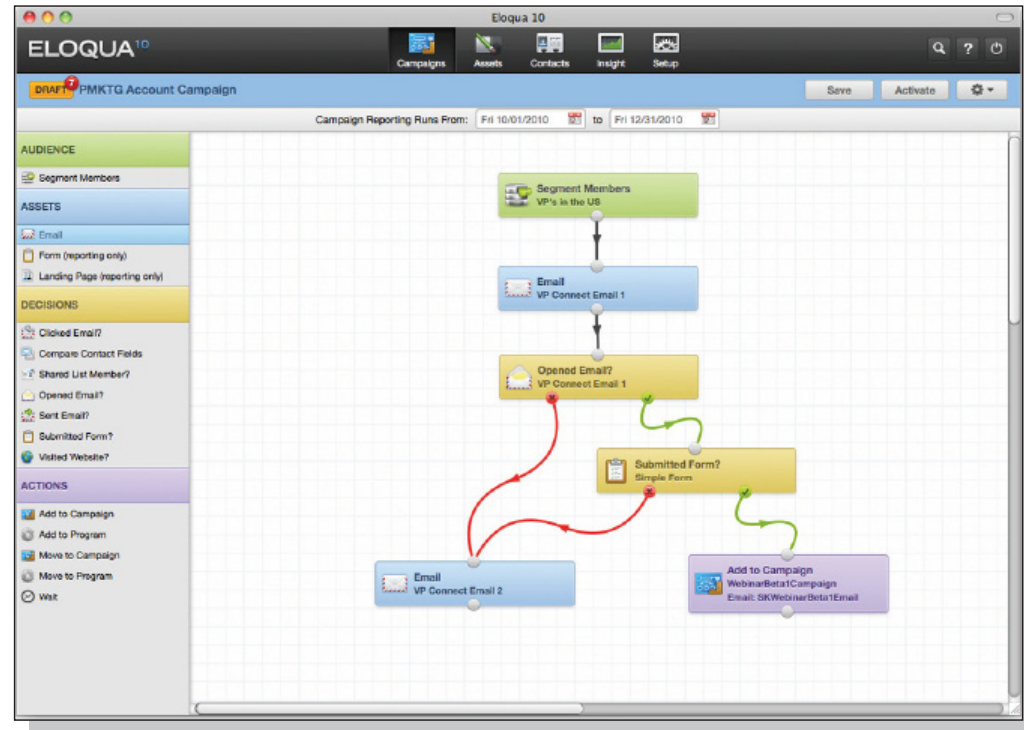 Eloqua 10
ELOQUA10
Campaigns
Assets
Contacts
Insight
Setup
?
DRAFT
7
PMKTG Account Campaign
Save
Activate
Campaign Reporting Runs From: Fri 10/01/2010 to Fri 12/31/2010
AUDIENCE
Segment Members
ASSETS
Email
Form (reporting only)
Landing Page (reporting only)
DECISIONS
Clicked Email?
Compare Contact Fields
Shared List Member?
Opened Email?
Sent Email?
Submitted Form?
Visited Website?
ACTIONS
Add to Campaign
Add to Program
Move to Campaign
Move to Program
Wait
Segment Members
VP's in the US
Email
VP Connect Email 1
Opened Email?
VP Connect Email 1
Submitted Form?
Simple Form
Email
VP Connect Email 2
Add to Campaign
WebinarBeta1Campaign
Email: SKWebinarBeta1Email